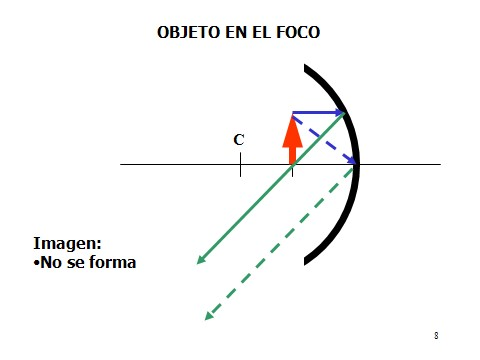 OBJETO EN EL FOCO
C
Imagen:
•No se forma
8